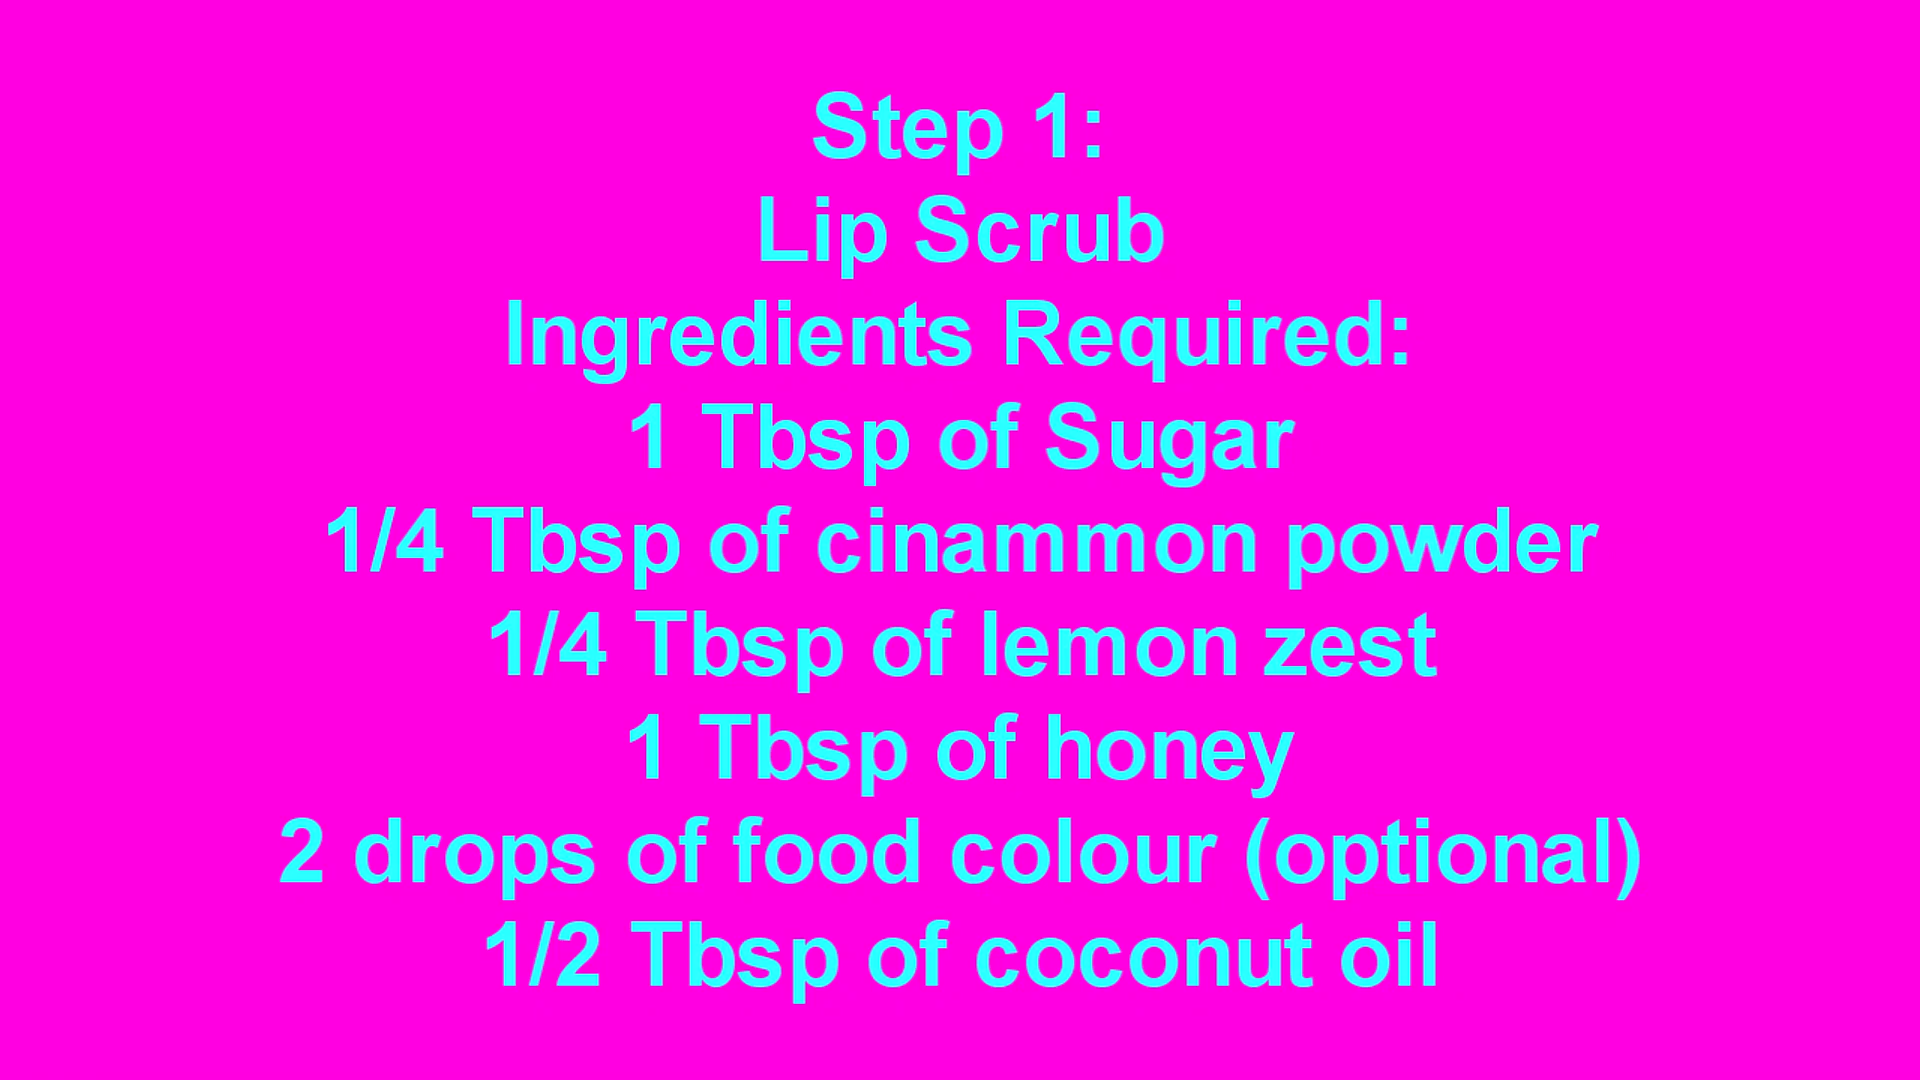 Step 1:
Lip Scrub
Ingredients Required:
1 Tbsp of Sugar
1/4 Tbsp of cinammon powder
1/4 Tbsp of lemon zest
1 Tbsp of honey
2 drops of food colour (optional)
1/2 Tbsp of coconut oil